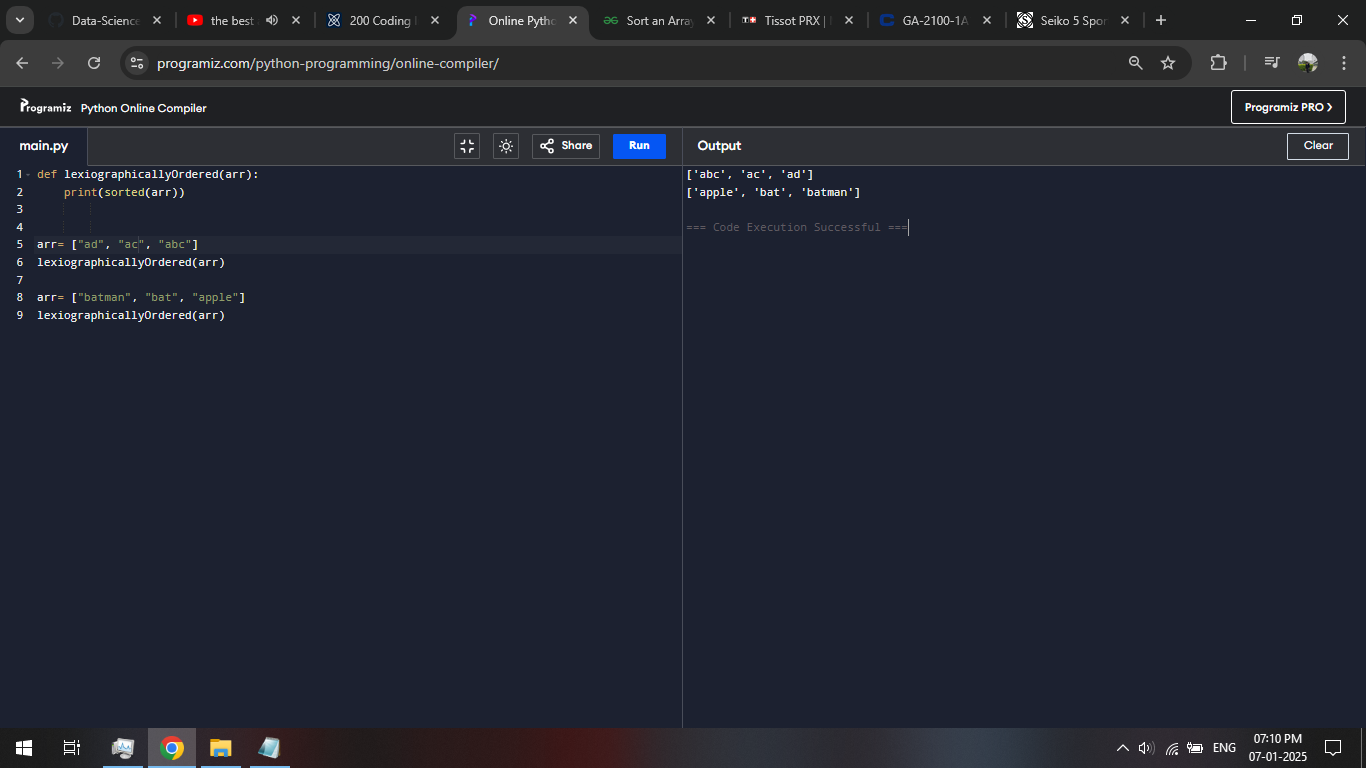 Data-Science
the best
200 Coding
Online Pytho
Sort an Array
Tissot PRX |
GA-2100-1A
Seiko 5 Spor
programiz.com/python-programming/online-compiler/
Programiz Python Online Compiler
Programiz PRO >
main.py
Share
Run
Output
Clear
1 def lexiographicallyOrdered(arr):
2 print(sorted(arr))
3
4
5 arr= ["ad", "ac", "abc"]
6 lexiographicallyOrdered(arr)
7
8 arr= ["batman", "bat", "apple"]
9 lexiographicallyOrdered(arr)
['abc', 'ac', 'ad']
['apple', 'bat', 'batman']
=== Code Execution Successful ===
ENG
07:10 PM
07-01-2025